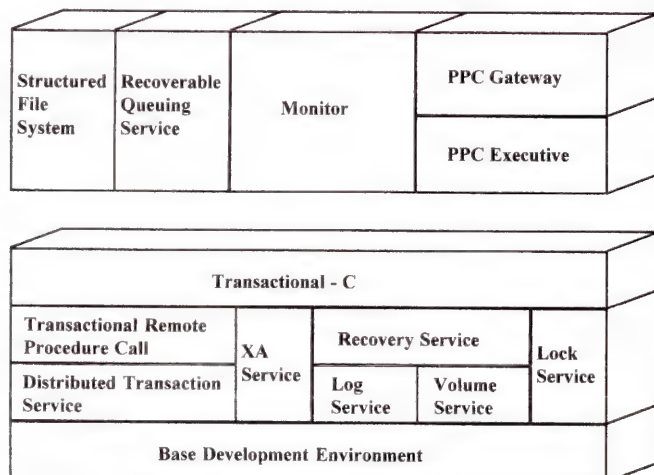 Structured
File
System
Recoverable
Queuing
Service
Monitor
PPC Gateway
PPC Executive
Transactional - C
Transactional Remote
Procedure Call
Distributed Transaction
Service
XA
Service
Recovery Service
Log
Service
Volume
Service
Lock
Service
Base Development Environment